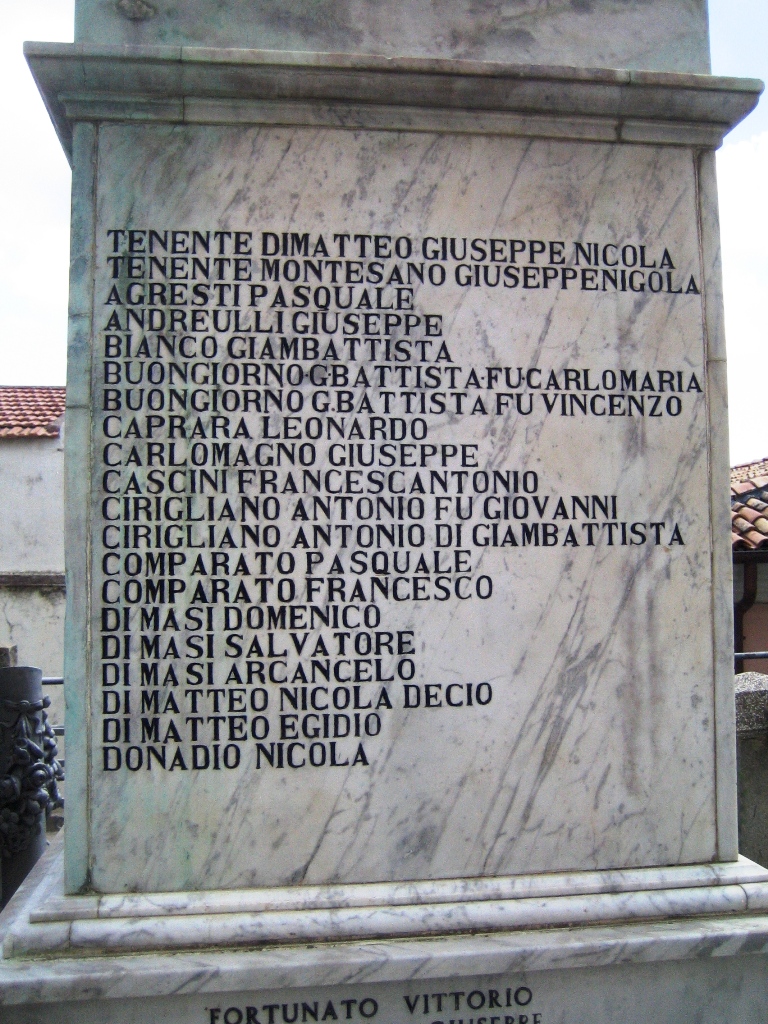 TENENTE DIMATTEO GIUSEPPE NICOLA
TENENTE MONTESANO GIUSEPPENIGOLA
AGRESTI PASQUALE
ANDREULLI GIUSEPPE
BIANCO GIAMBATTISTA
BUONGIORNO·G·BATTISTA·FU·CARLOMARIA
BUONGIORNO G.BATTISTA FU VINCENZO
CAPRARA LEONARDO
CARLOMAGNO GIUSEPPE
CASCINI FRANCESCANTONIO
CIRIGLIANO ANTONIO FU GIOVANNI
CIRIGLIANO ANTONIO DI GIAMBATTISTA
COMPARATO PASQUALE
COMPARATO FRANCESCO
DI MASI DOMENICO
DI MASI SALVATORE
DI MASI ARCANCELO
DI MATTEO NICOLA DECIO
DI MATTEO EGIDIO
DONADIO NICOLA
FORTUNATO VITTORIO
GIUSEPPE